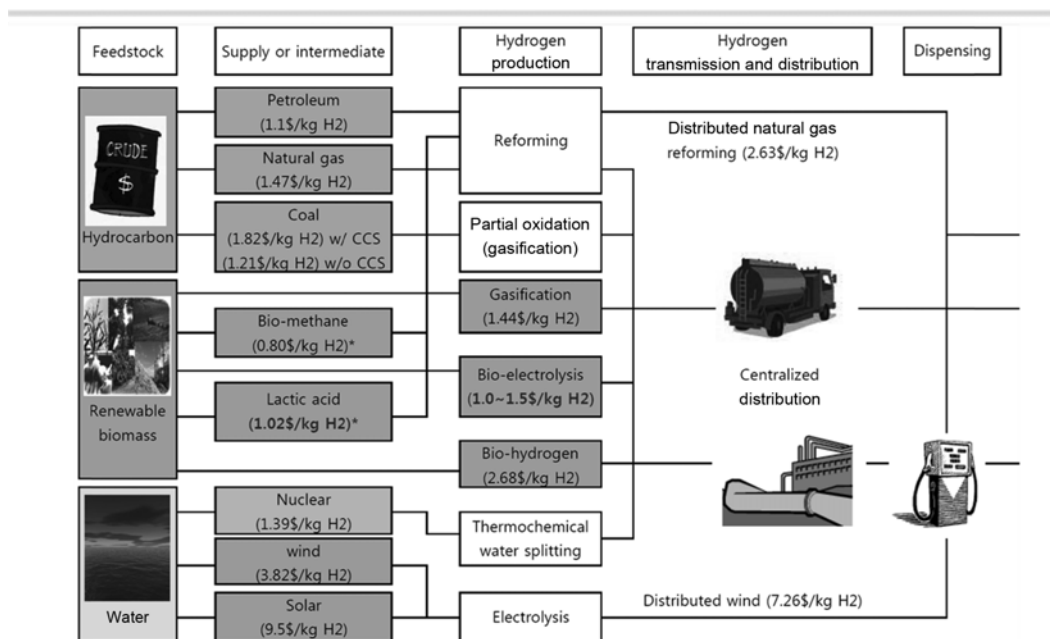 Feedstock
Supply or intermediate
Hydrogen
production
Hydrogen
transmission and distribution
Dispensing
CRUDE
$
Hydrocarbon
Petroleum
(1.1$/kg H2)
Natural gas
(1.47$/kg H2)
Coal
(1.82$/kg H2) w/ CCS
(1.21$/kg H2) w/o CCS
Reforming
Partial oxidation
(gasification)
Distributed natural gas
reforming (2.63$/kg H2)
Renewable
biomass
Bio-methane
(0.80$/kg H2)*
Lactic acid
(1.02$/kg H2)*
Gasification
(1.44$/kg H2)
Bio-electrolysis
(1.0~1.5$/kg H2)
Bio-hydrogen
(2.68$/kg H2)
Centralized
distribution
Water
Nuclear
(1.39$/kg H2)
wind
(3.82$/kg H2)
Solar
(9.5$/kg H2)
Thermochemical
water splitting
Electrolysis
Distributed wind (7.26$/kg H2)